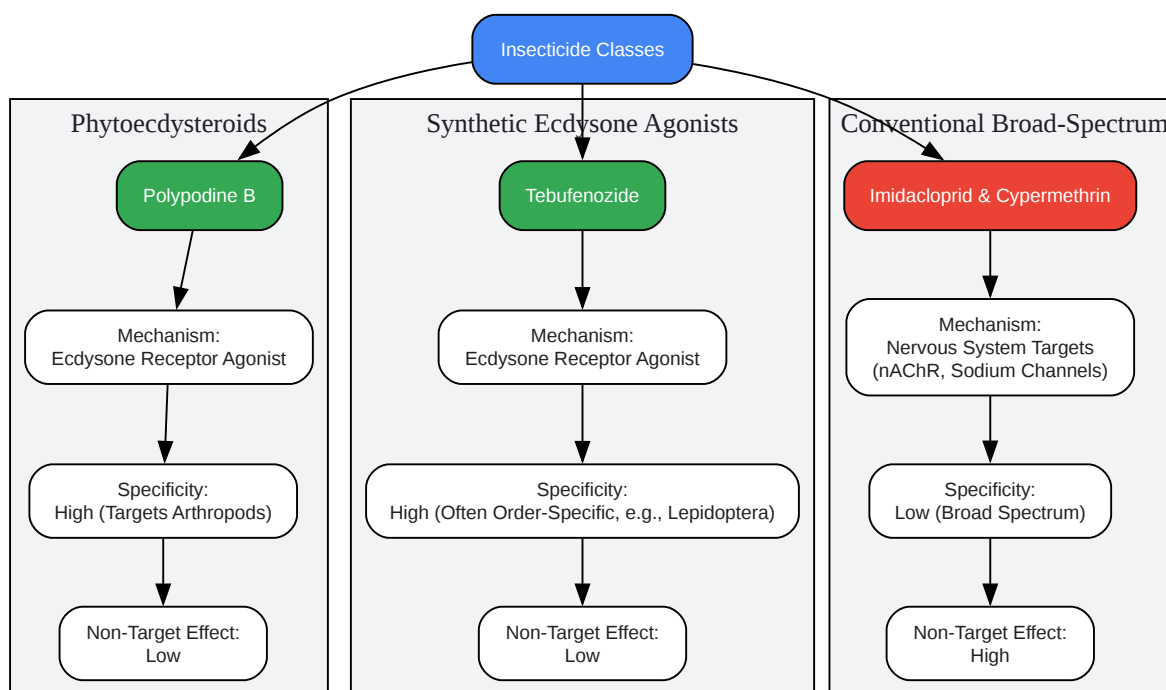 Insecticide Classes
Phytoecdysteroids
Polypodine B
Mechanism:
Ecdysone Receptor Agonist
Specificity:
High (Targets Arthropods)
Non-Target Effect:
Low
Synthetic Ecdysone Agonists
Tebufenozide
Mechanism:
Ecdysone Receptor Agonist
Specificity:
High (Often Order-Specific, e.g., Lepidoptera)
Non-Target Effect:
Low
Conventional Broad-Spectrum
Imidacloprid & Cypermethrin
Mechanism:
Nervous System Targets
(nAChR, Sodium Channels)
Specificity:
Low (Broad Spectrum)
Non-Target Effect:
High